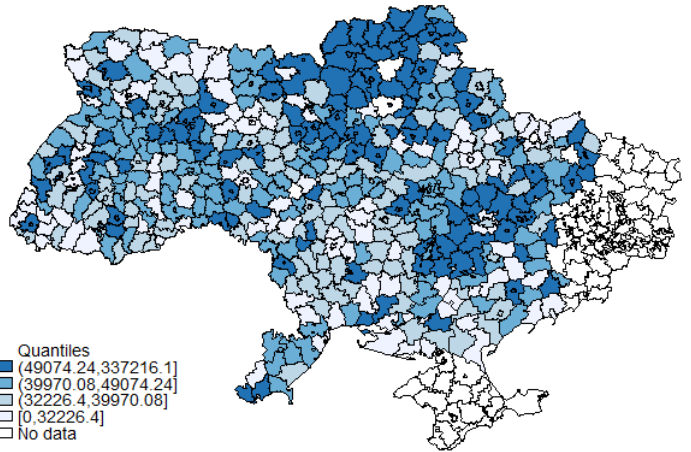 Quantiles
(49074.24,337216.1]
(39970.08,49074.24]
(32226.4,39970.08]
[0,32226.4]
No data